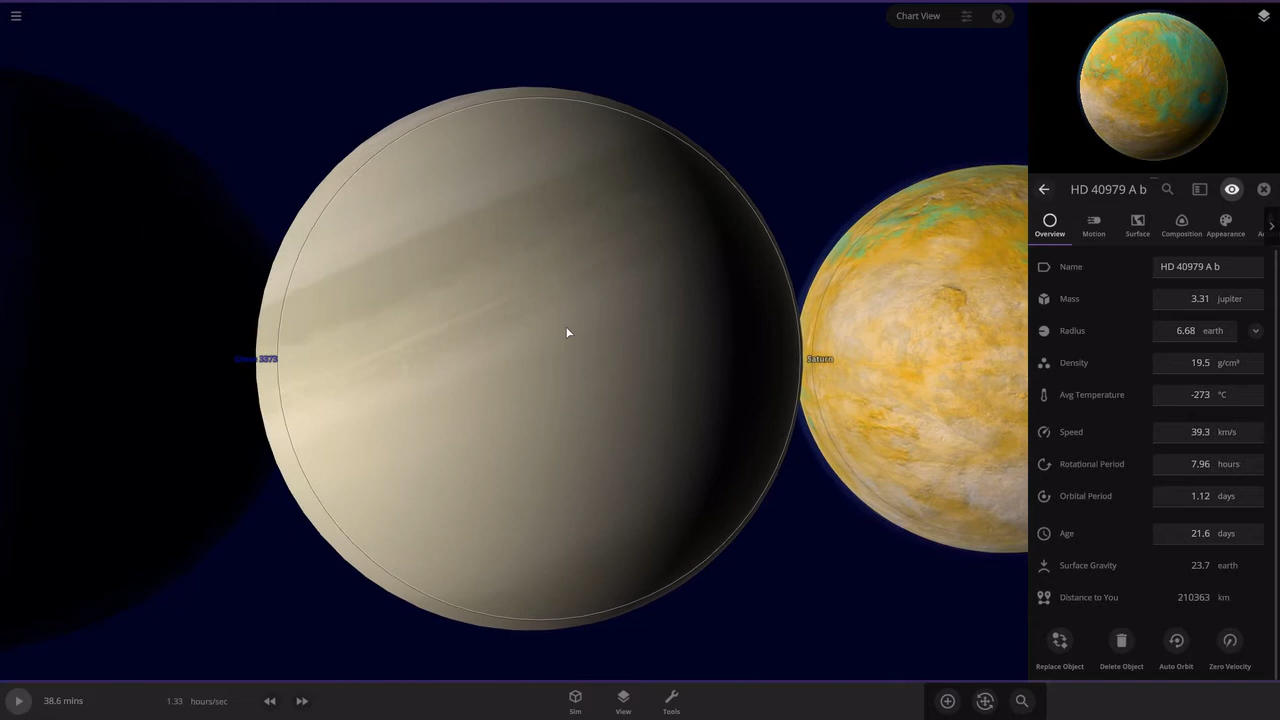 Chart View
HD 40979 A b
Overview
Motion
Surface
Composition
Appearance
Name
HD 40979 A b
Mass
3.31 jupiter
Radius
6.68 earth
Density
19.5 g/cm³
Avg Temperature
-273 °C
Speed
39.3 km/s
Rotational Period
7.96 hours
Orbital Period
1.12 days
Age
21.6 days
Surface Gravity
23.7 earth
Distance to You
210363 km
Replace Object
Delete Object
Auto Orbit
Zero Velocity
Saturn
38.6 mins
1.33 hours/sec
Sim
View
Tools